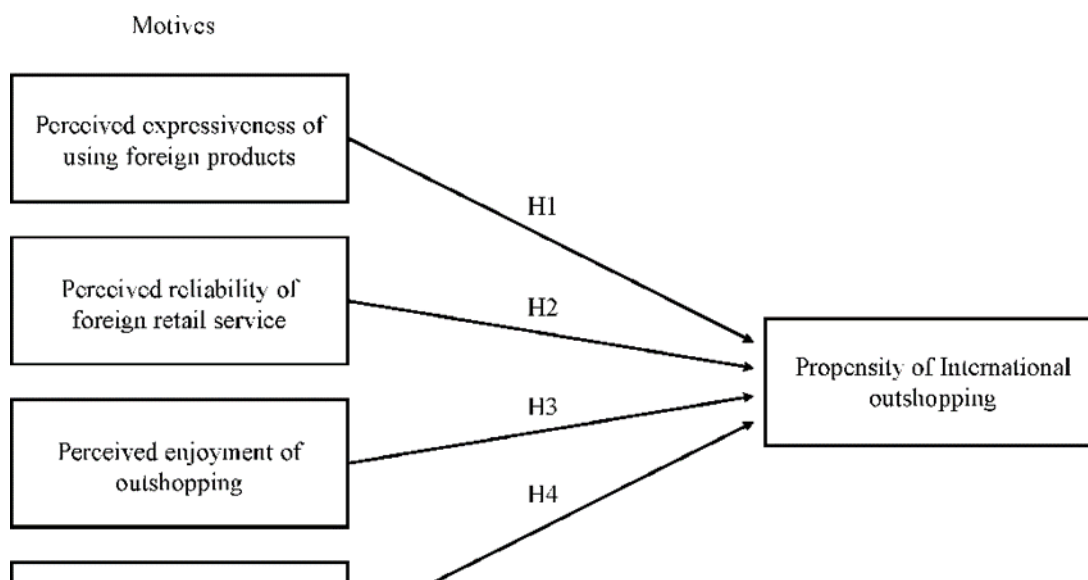 Motives
Perceived expressiveness of
using foreign products
H1
Perceived reliability of
foreign retail service
H2
Propensity of International
outshopping
H3
Perceived enjoyment of
outshopping
H4